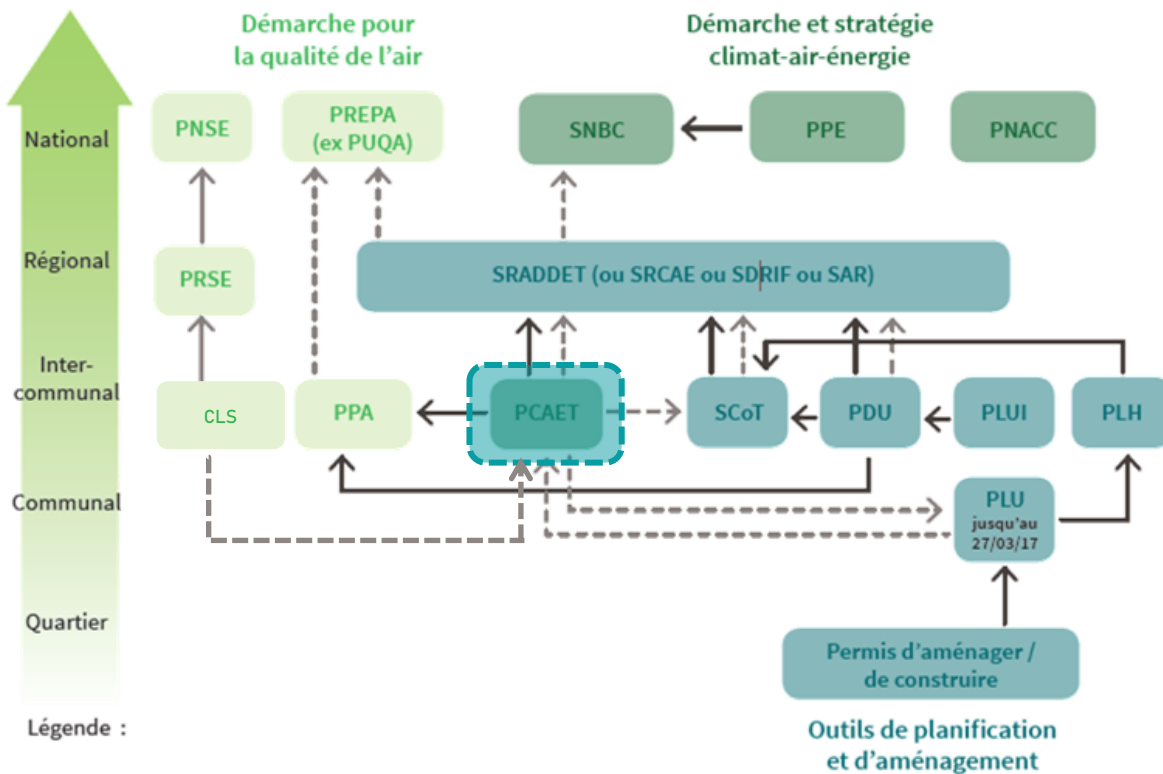 Démarche pour
la qualité de l'air
Démarche et stratégie
climat-air-énergie
National
PNSE
PREPA
(ex PUQA)
SNBC
PPE
PNACC
Régional
PRSE
SRADDET (ou SRCAE ou SDRIF ou SAR)
Inter-
communal
CLS
PPA
PCAET
SCoT
PDU
PLUI
PLH
Communal
PLU
jusqu'au
27/03/17
Quartier
Permis d'aménager /
de construire
Légende :
Outils de planification
et d'aménagement